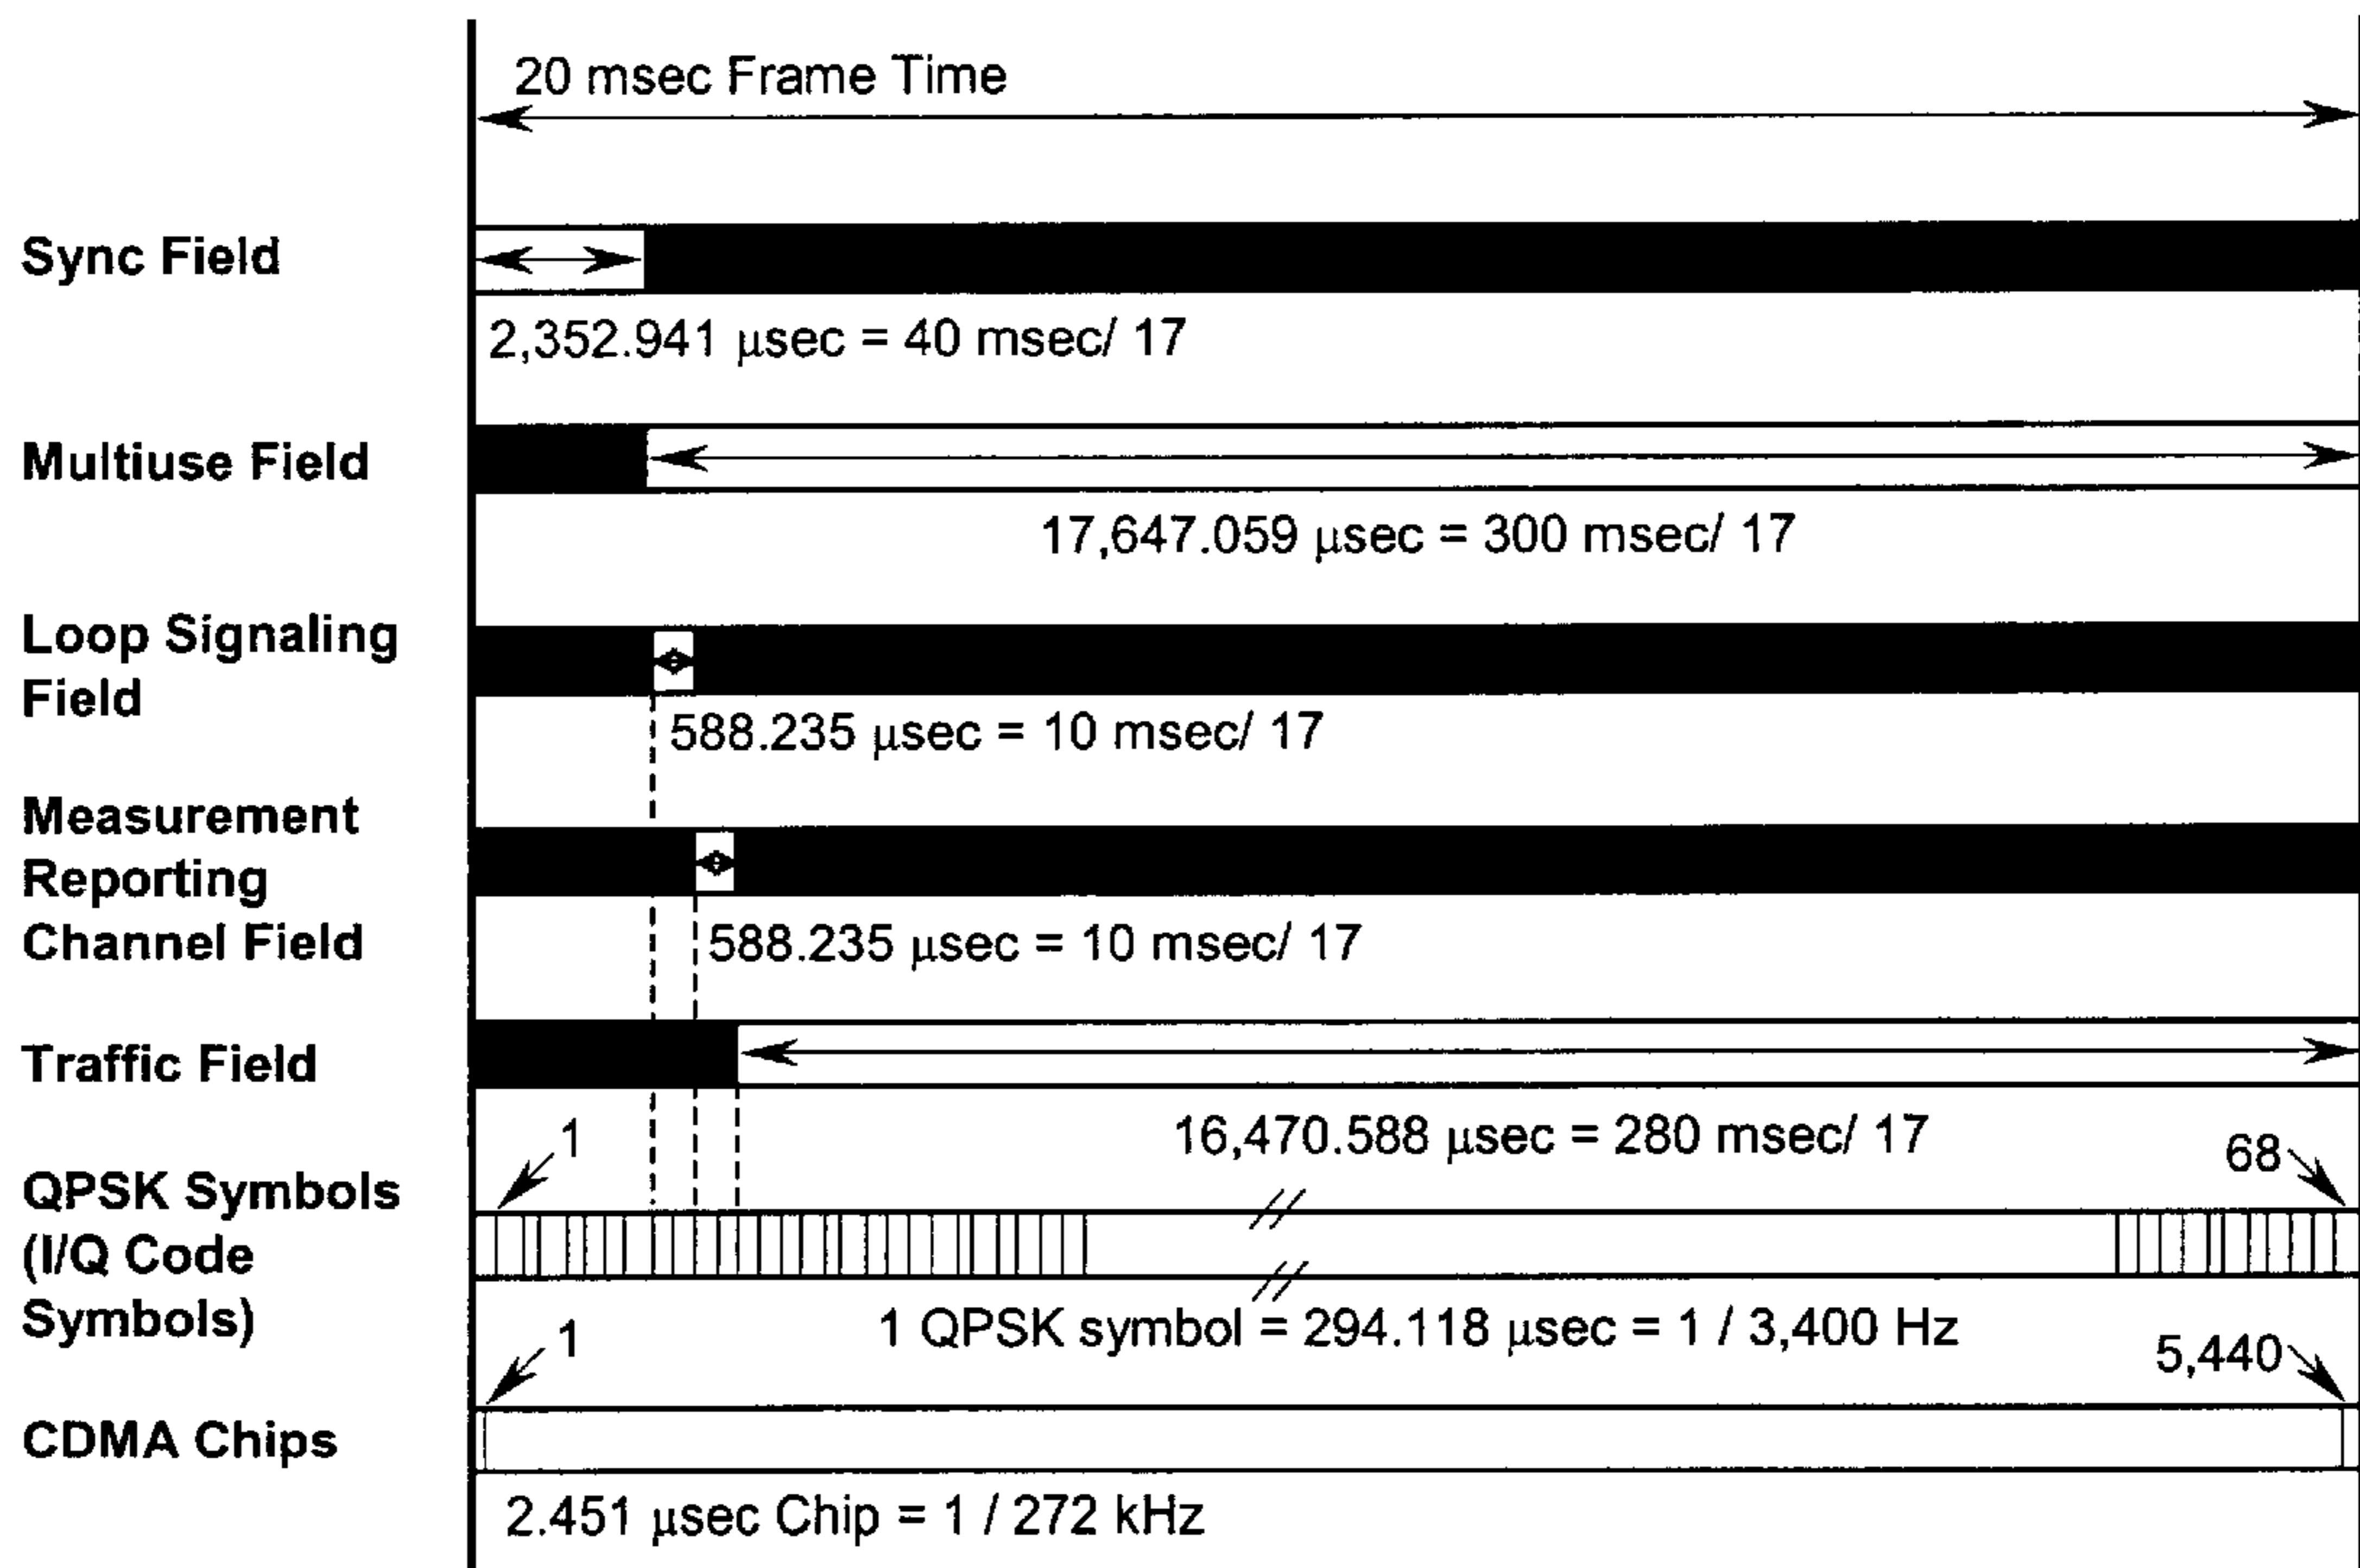 20 msec Frame Time
Sync Field
2,352.941 μsec = 40 msec/ 17
Multiuse Field
17,647.059 μsec = 300 msec/ 17
Loop Signaling
Field
588.235 μsec = 10 msec/ 17
Measurement
Reporting
Channel Field
588.235 μsec = 10 msec/ 17
Traffic Field
16,470.588 μsec = 280 msec/ 17
1
68
QPSK Symbols
(I/Q Code
Symbols)
1 QPSK symbol = 294.118 μsec = 1 / 3,400 Hz
1
5,440
CDMA Chips
2.451 μsec Chip = 1 / 272 kHz